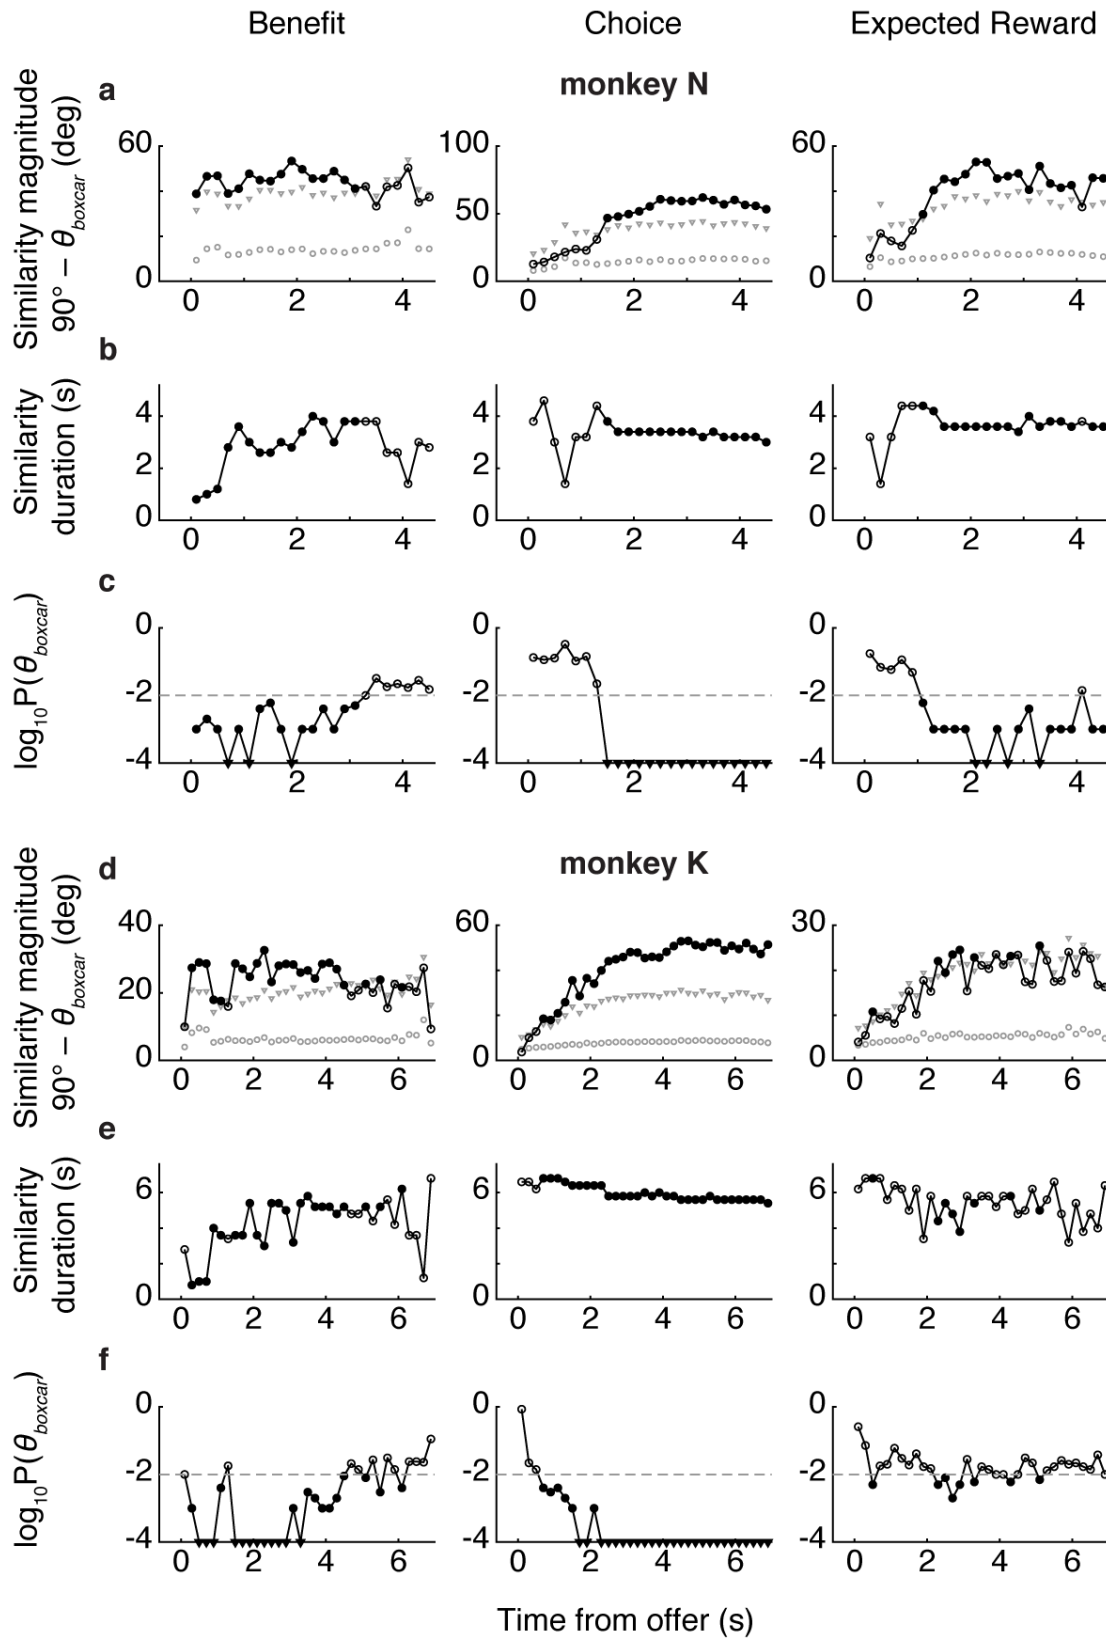 Benefit Choice Expected Reward
a monkey N
Similarity magnitude
90° − θboxcar (deg)
60 100 60
50
0 0 0
0 2 4 0 2 4 0 2 4
b
Similarity
duration (s)
4 4 4
2 2 2
0 0 0
0 2 4 0 2 4 0 2 4
c
log10P(θboxcar)
0 0 0
-2 -2 -2
-4 -4 -4
0 2 4 0 2 4 0 2 4
d monkey K
Similarity magnitude
90° − θboxcar (deg)
40 60 30
20
0 0 0
0 2 4 6 0 2 4 6 0 2 4 6
e
Similarity
duration (s)
6 6 6
0 0 0
0 2 4 6 0 2 4 6 0 2 4 6
f
log10P(θboxcar)
0 0 0
-2 -2 -2
-4 -4 -4
0 2 4 6 0 2 4 6 0 2 4 6
Time from offer (s)